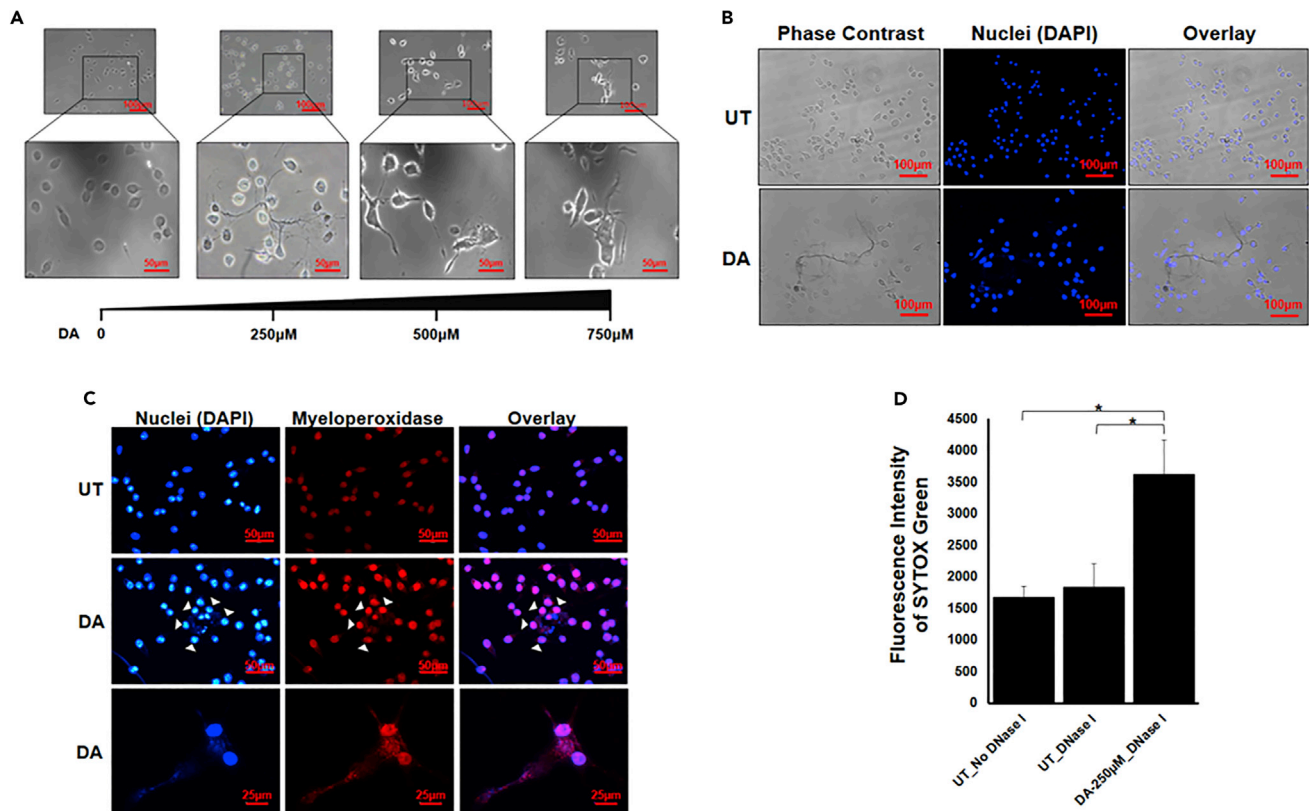 A
100µm
100µm
50µm
50µm
50µm
50µm
DA
0
250µM
500µM
750µM
B
Phase Contrast
Nuclei (DAPI)
Overlay
UT
100µm
100µm
100µm
DA
100µm
100µm
100µm
C
Nuclei (DAPI)
Myeloperoxidase
Overlay
UT
50µm
50µm
50µm
DA
50µm
50µm
50µm
DA
25µm
25µm
25µm
D
Fluorescence Intensity
of SYTOX Green
4500
4000
3500
3000
2500
2000
1500
1000
500
0
★
★
UT_No DNase I
UT_DNase I
DA-250µM_DNase I